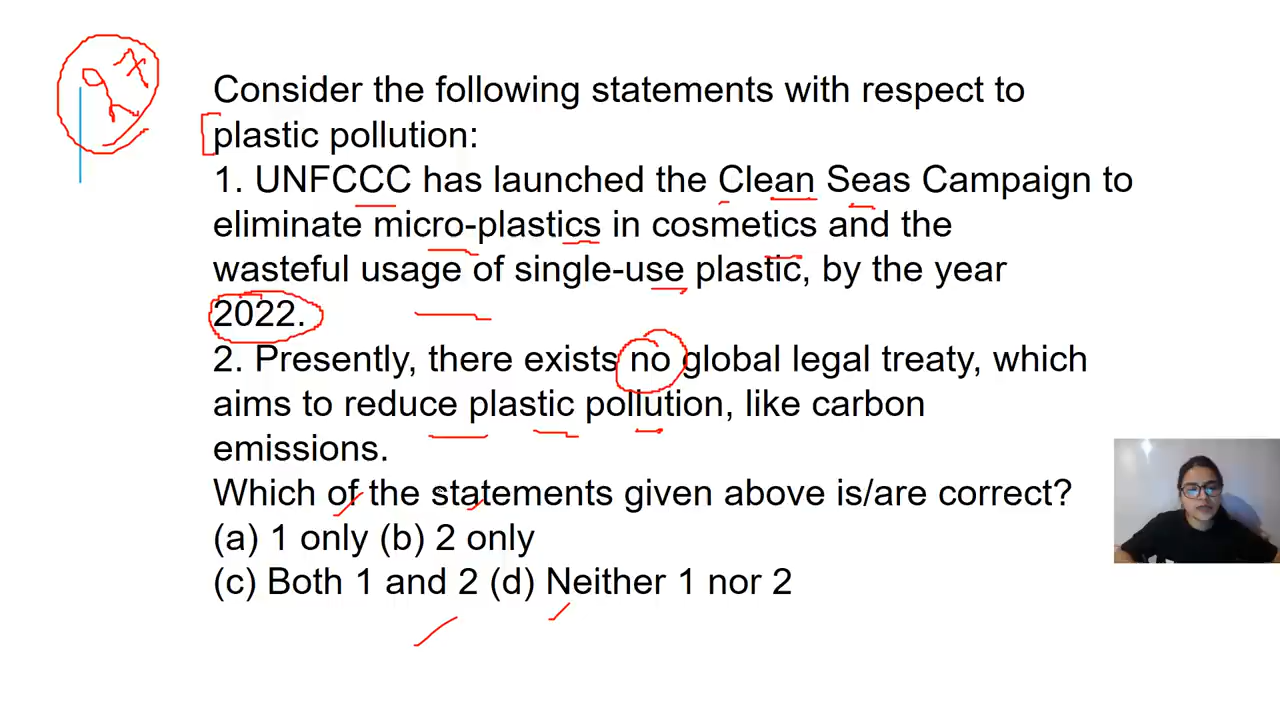 Consider the following statements with respect to
plastic pollution:
1. UNFCCC has launched the Clean Seas Campaign to
eliminate micro-plastics in cosmetics and the
wasteful usage of single-use plastic, by the year
2022.
2. Presently, there exists no global legal treaty, which
aims to reduce plastic pollution, like carbon
emissions.
Which of the statements given above is/are correct?
(a) 1 only (b) 2 only
(c) Both 1 and 2 (d) Neither 1 nor 2